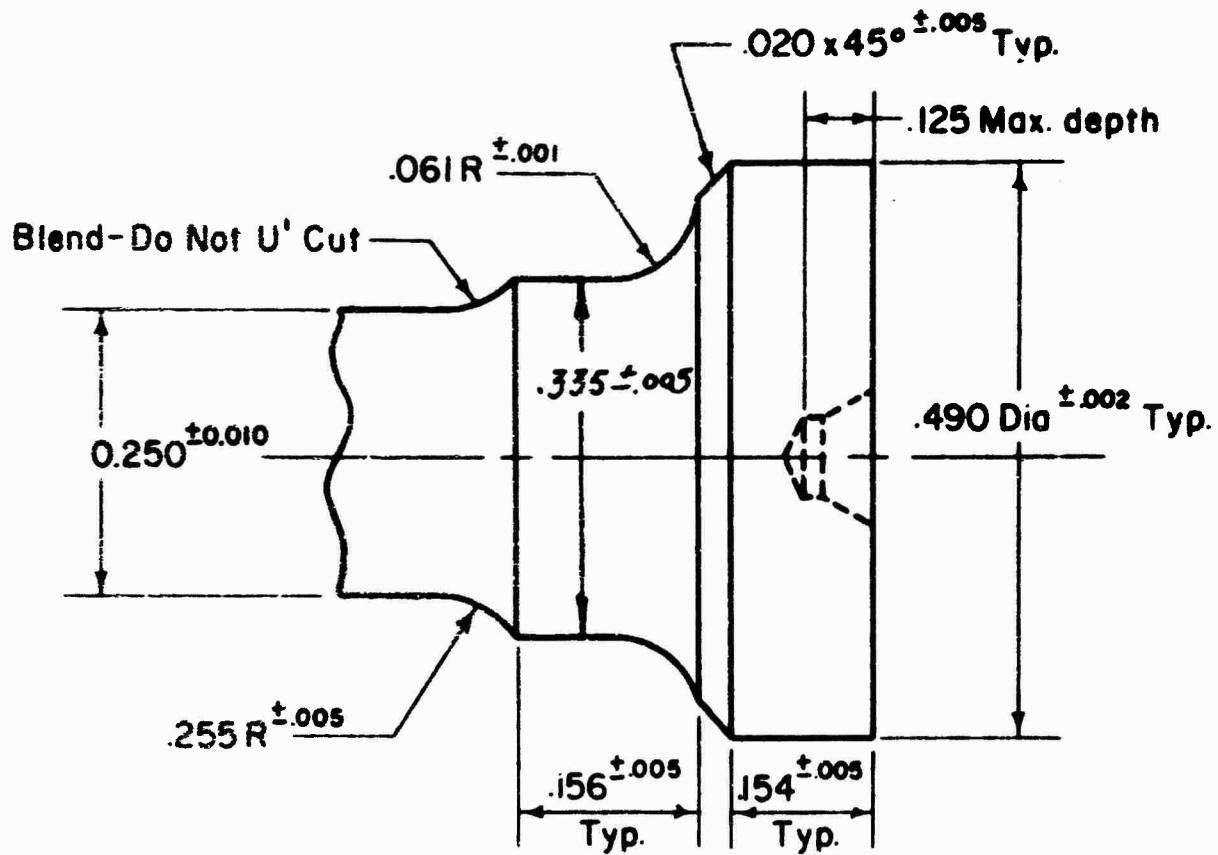 .020 x 45° ±.005 Typ.
.125 Max. depth
.061 R ±.001
Blend-Do Not U' Cut
.335 ±.005
.490 Dia ±.002 Typ.
0.250 ±0.010
.255 R ±.005
.156 ±.005
Typ.
.154 ±.005
Typ.